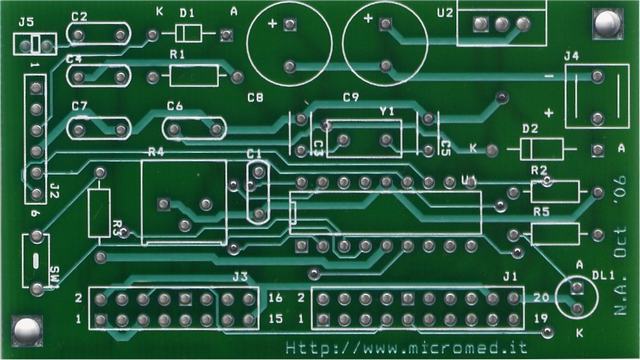 J5
C2
K
D1
A
+
+
U2
1
C4
R1
C8
C9
J4
-
+
C7
C6
Y1
C3
C5
K
D2
A
J2
R4
C1
U1
R2
6
R3
R5
SW1
J3
J1
A
DL1
2
16
2
20
1
15
1
19
K
N.A. Oct '06
Http://www.micromed.it